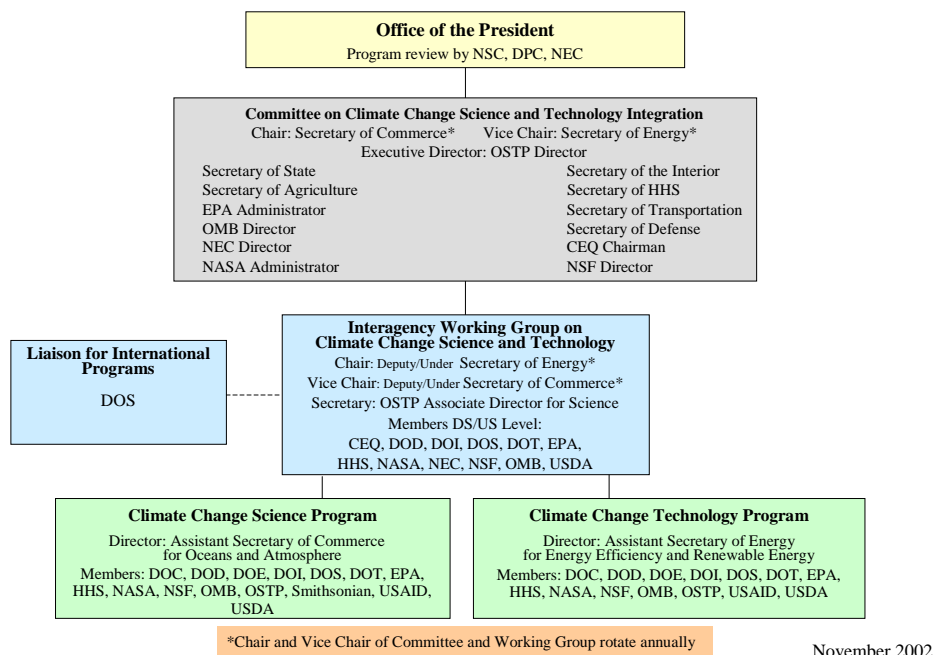 Office of the President
Program review by NSC, DPC, NEC
Committee on Climate Change Science and Technology Integration
Chair: Secretary of Commerce* Vice Chair: Secretary of Energy*
Executive Director: OSTP Director
Secretary of State
Secretary of Agriculture
EPA Administrator
OMB Director
NEC Director
NASA Administrator
Secretary of the Interior
Secretary of HHS
Secretary of Transportation
Secretary of Defense
CEQ Chairman
NSF Director
Liaison for International
Programs
DOS
Interagency Working Group on
Climate Change Science and Technology
Chair: Deputy/Under Secretary of Energy*
Vice Chair: Deputy/Under Secretary of Commerce*
Secretary: OSTP Associate Director for Science
Members DS/US Level:
CEQ, DOD, DOI, DOS, DOT, EPA,
HHS, NASA, NEC, NSF, OMB, USDA
Climate Change Science Program
Director: Assistant Secretary of Commerce
for Oceans and Atmosphere
Members: DOC, DOD, DOE, DOI, DOS, DOT, EPA,
HHS, NASA, NSF, OMB, OSTP, Smithsonian, USAID,
USDA
Climate Change Technology Program
Director: Assistant Secretary of Energy
for Energy Efficiency and Renewable Energy
Members: DOC, DOD, DOE, DOI, DOS, DOT, EPA,
HHS, NASA, NSF, OMB, OSTP, USAID, USDA
*Chair and Vice Chair of Committee and Working Group rotate annually
November 2002